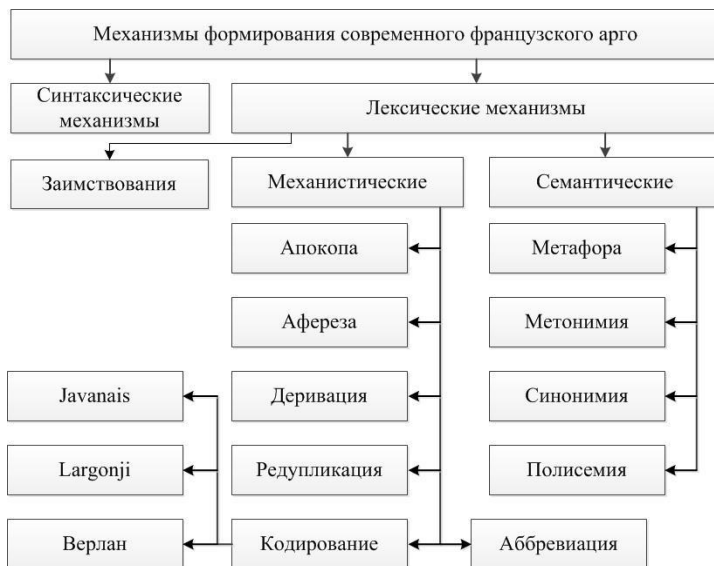 Механизмы формирования современного французского арго
Синтаксические
механизмы
Лексические механизмы
Заимствования
Механистические
Семантические
Апокопа
Метафора
Афереза
Метонимия
Javanais
Деривация
Синонимия
Largonji
Редупликация
Полисемия
Верлан
Кодирование
Аббревиация